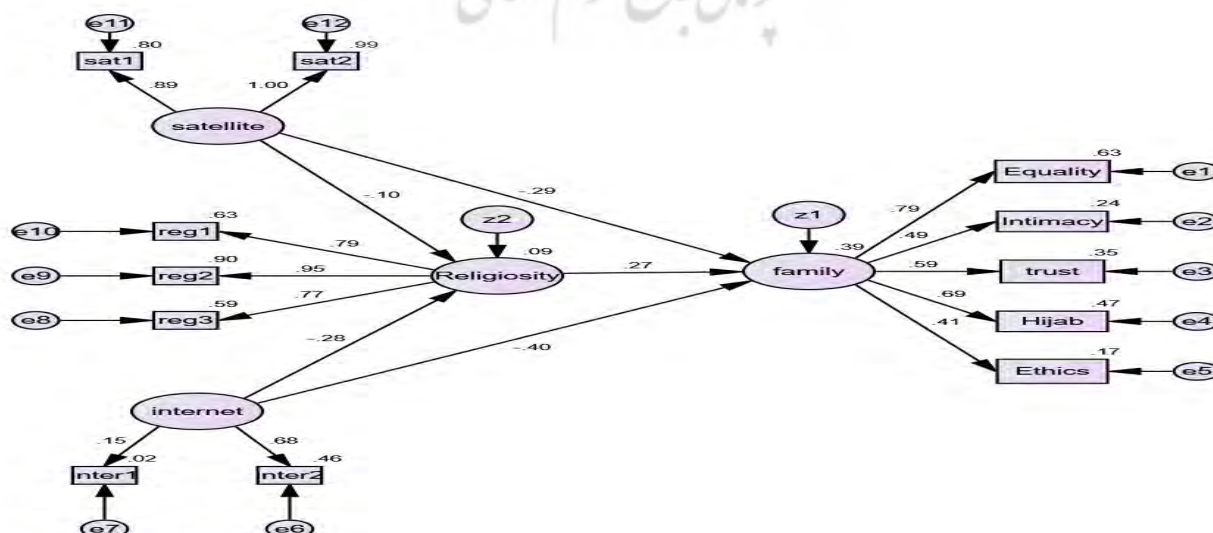 e11
e12
.80
.99
sat1
sat2
.89
1.00
satellite
-.10
-.29
.63
e10
reg1
.79
.90
e9
reg2
.95
.59
e8
reg3
.77
z2
.09
Religiosity
.27
z1
.39
family
-.28
-.40
internet
.15
.02
.68
.46
nter1
nter2
e7
e6
.79
.63
Equality
e1
.49
.24
Intimacy
e2
.59
.35
trust
e3
.69
.47
Hijab
e4
.41
.17
Ethics
e5